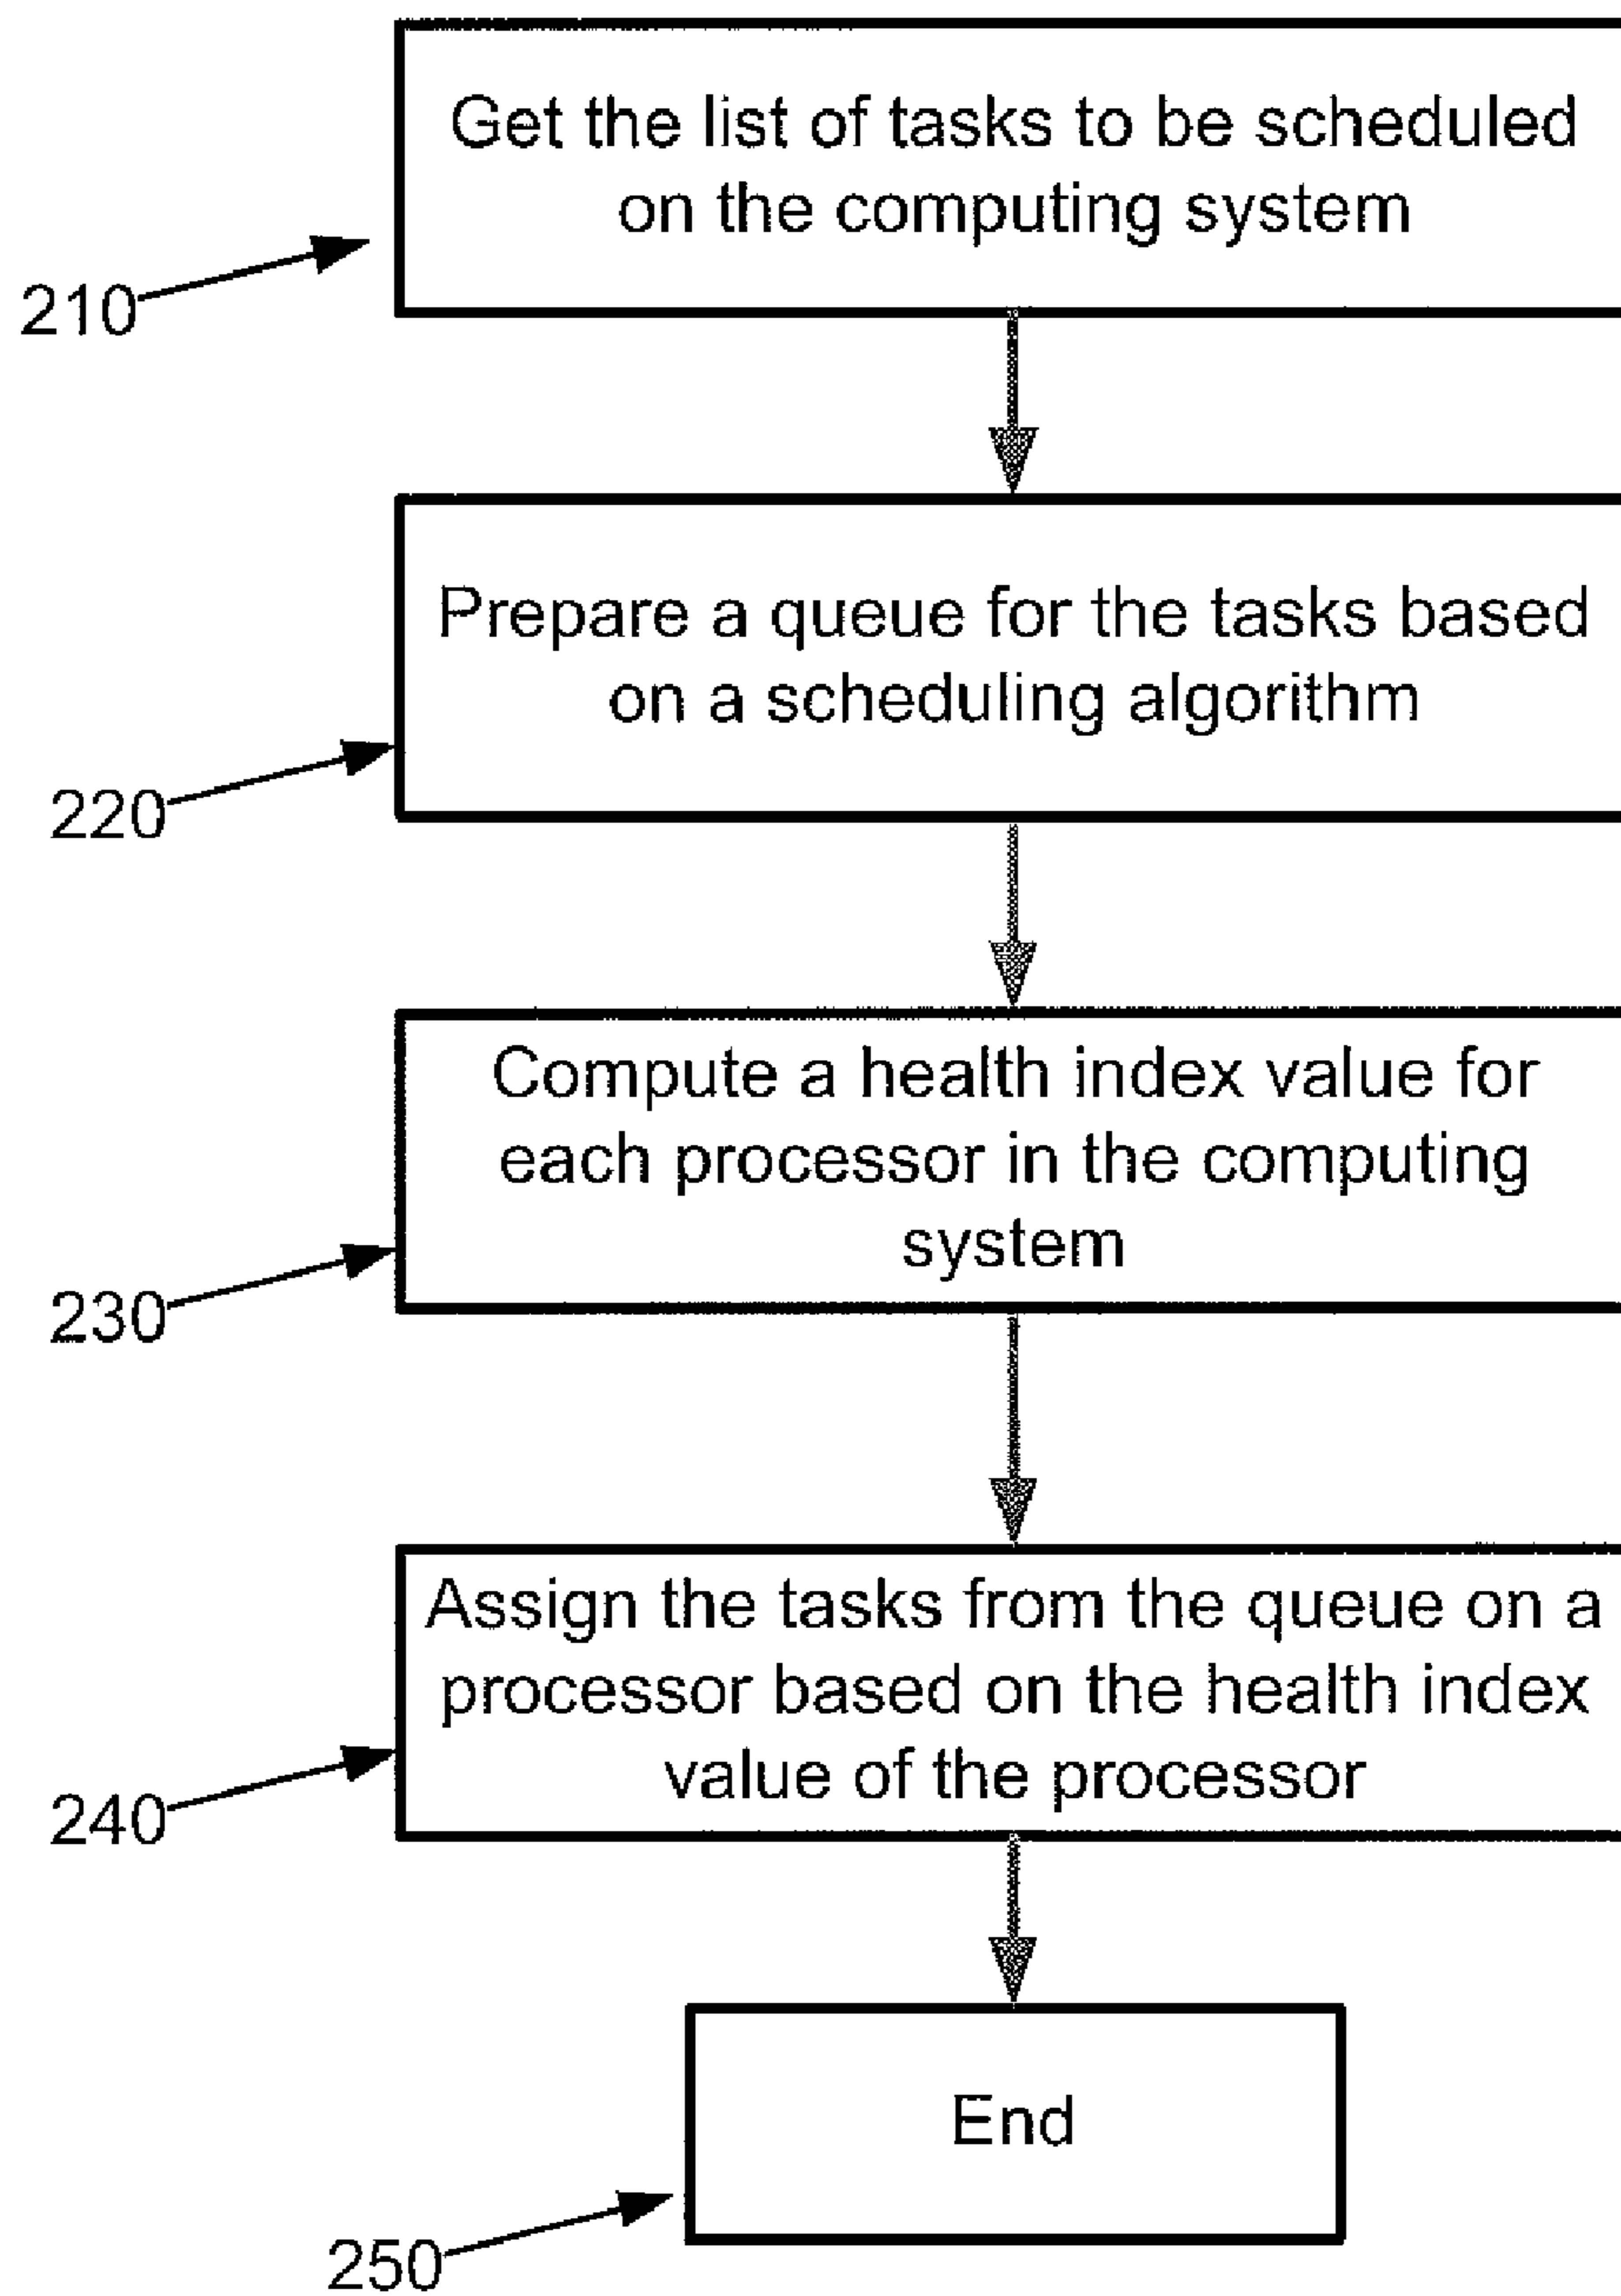 Get the list of tasks to be scheduled
on the computing system
210
Prepare a queue for the tasks based
on a scheduling algorithm
220
Compute a health index value for
each processor in the computing
system
230
Assign the tasks from the queue on a
processor based on the health index
value of the processor
240
End
250